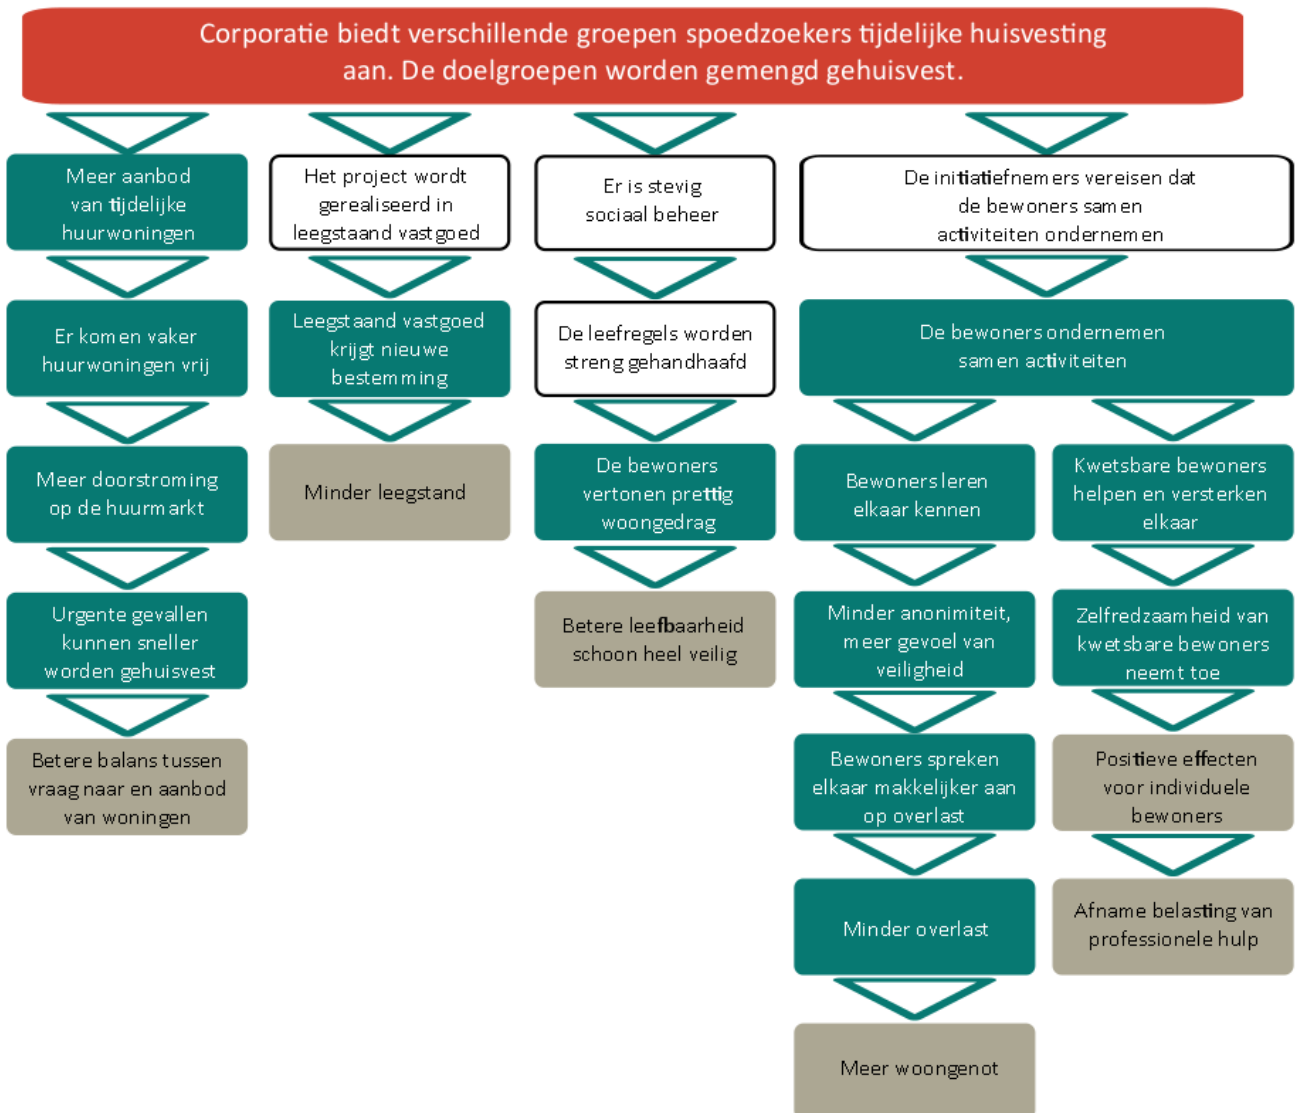 Corporatie biedt verschillende groepen spoedzoekers tijdelijke huisvesting
aan. De doelgroepen worden gemengd gehuisvest.
Meer aanbod
van tijdelijke
huurwoningen
Het project wordt
gerealiseerd in
leegstaand vastgoed
Er is stevig
sociaal beheer
De initiatiefnemers vereisen dat
de bewoners samen
activiteiten ondernemen
Er komen vaker
huurwoningen vrij
Leegstaand vastgoed
krijgt nieuwe
bestemming
De leefregels worden
streng gehandhaafd
De bewoners ondernemen
samen activiteiten
Meer doorstroming
op de huurmarkt
Minder leegstand
De bewoners
vertonen prettig
woongedrag
Bewoners leren
elkaar kennen
Kwetsbare bewoners
helpen en versterken
elkaar
Urgente gevallen
kunnen sneller
worden gehuisvest
Betere leefbaarheid
schoon heel veilig
Minder anonimiteit,
meer gevoel van
veiligheid
Zelfredzaamheid van
kwetsbare bewoners
neemt toe
Betere balans tussen
vraag naar en aanbod
van woningen
Bewoners spreken
elkaar makkelijker aan
op overlast
Positieve effecten
voor individuele
bewoners
Minder overlast
Afname belasting van
professionele hulp
Meer woongenot